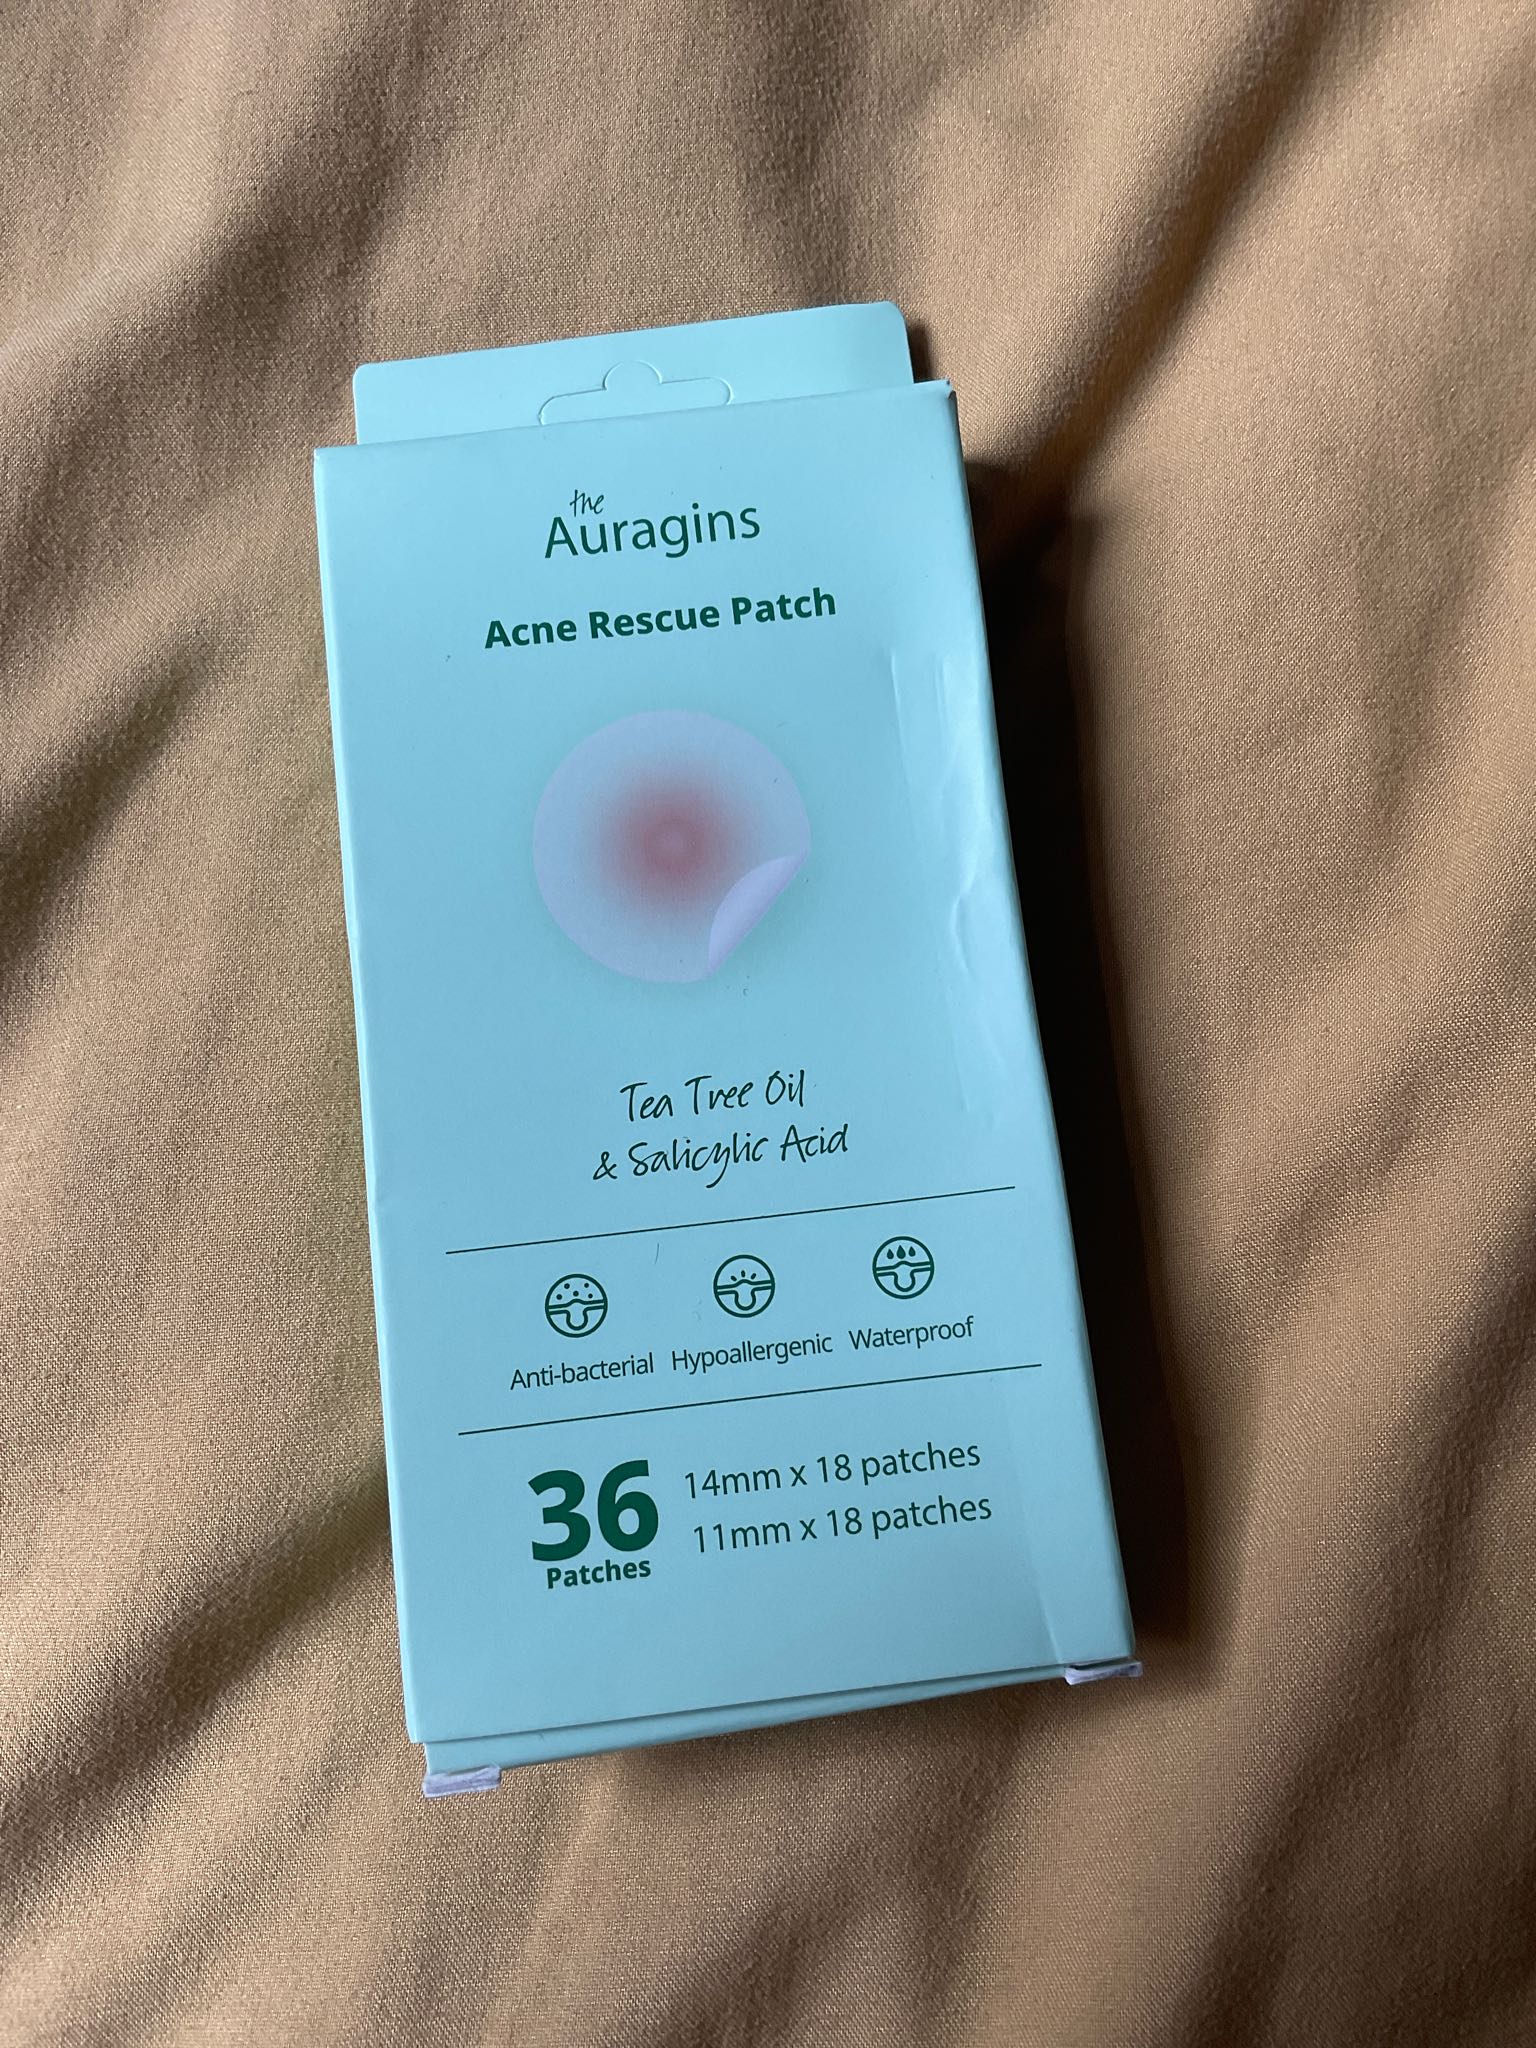 the
Auragins
Acne Rescue Patch
Tea Tree Oil
& Salicylic Acid
Anti-bacterial Hypoallergenic Waterproof
36
Patches
14mm x 18 patches
11mm x 18 patches